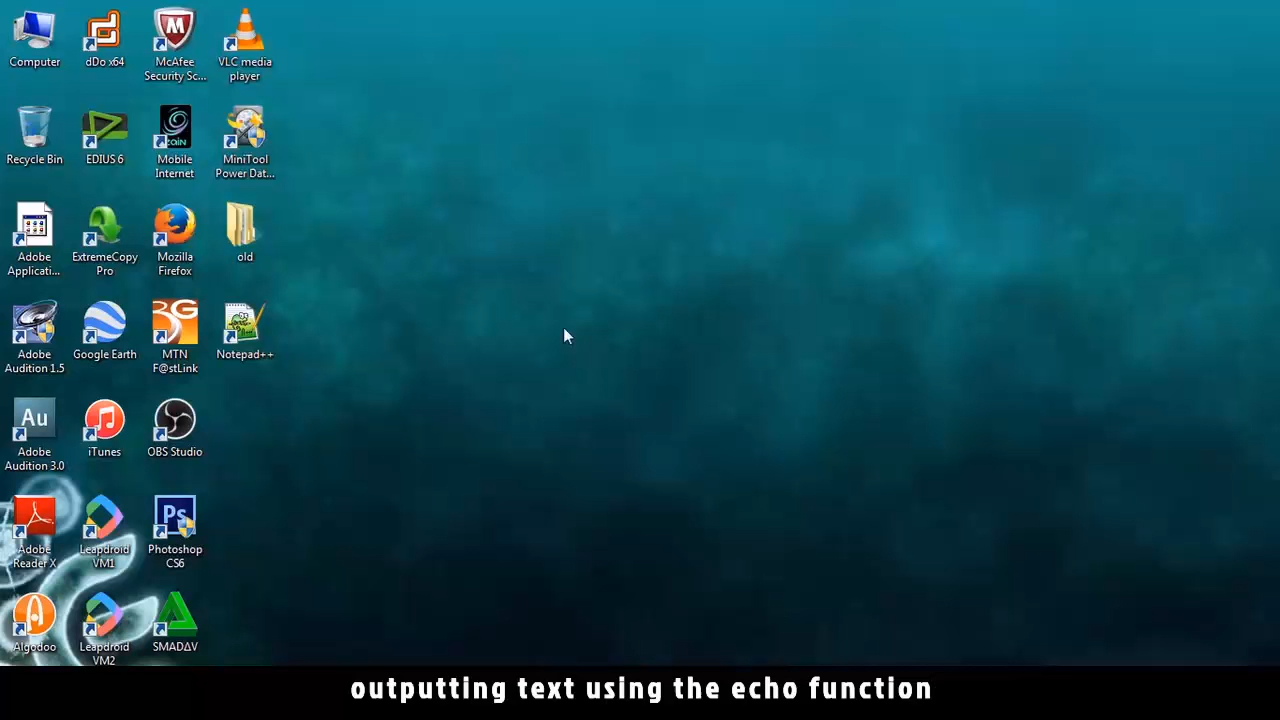 Computer
dDo x64
McAfee
Security Sc...
VLC media
player
Recycle Bin
EDIUS 6
Mobile
Internet
MiniTool
Power Dat...
Adobe
Applicati...
ExtremeCopy
Pro
Mozilla
Firefox
old
Adobe
Audition 1.5
Google Earth
3G
MTN
F@stLink
Notepad++
Au
Adobe
Audition 3.0
iTunes
OBS Studio
Adobe
Reader X
Leapdroid
VM1
Ps
Photoshop
CS6
Algodoo
Leapdroid
VM2
SMADΔV
outputting text using the echo function